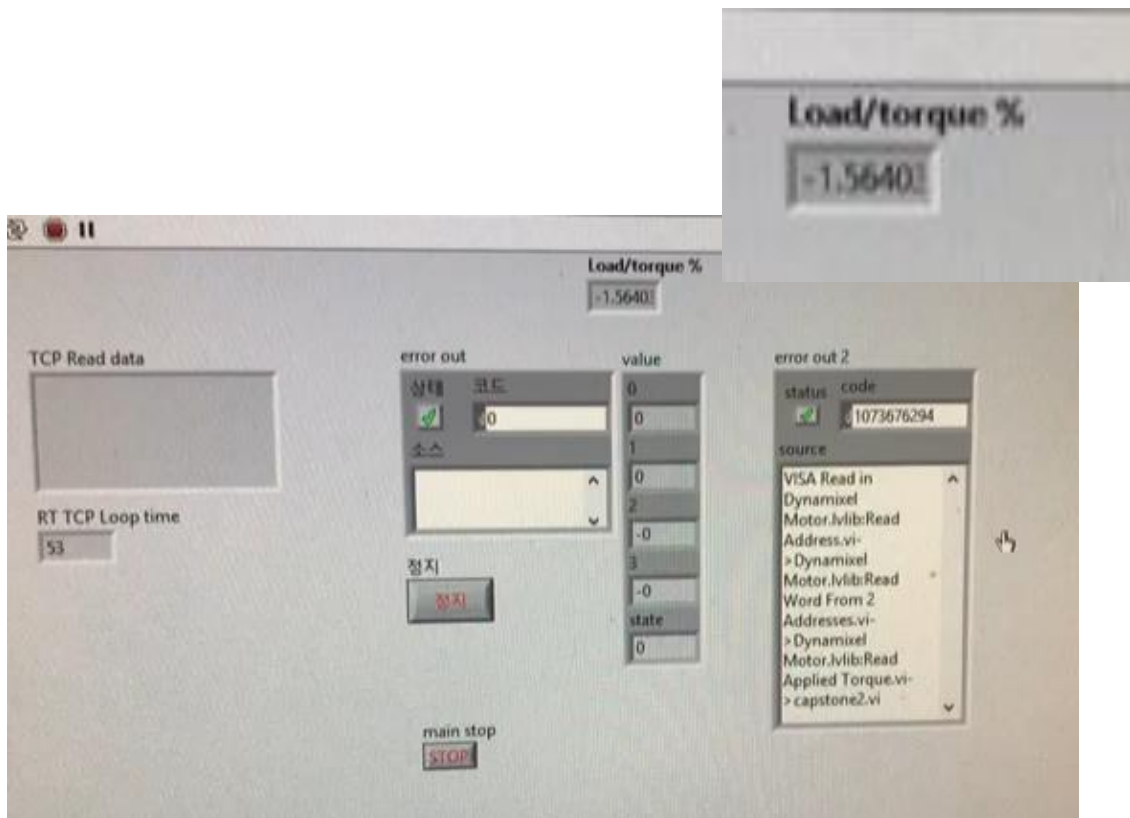 Load/torque %
-1.5640
Load/torque %
-1.5640
TCP Read data
RT TCP Loop time
53
error out
상태 코드
0
소스
정지
정지
main stop
STOP
value
0
0
1
0
2
-0
3
-0
state
0
error out 2
status code
1073676294
source
VISA Read in
Dynamixel
Motor.lvlib:Read
Address.vi-
>Dynamixel
Motor.lvlib:Read
Word From 2
Addresses.vi-
>Dynamixel
Motor.lvlib:Read
Applied Torque.vi-
>capstone2.vi